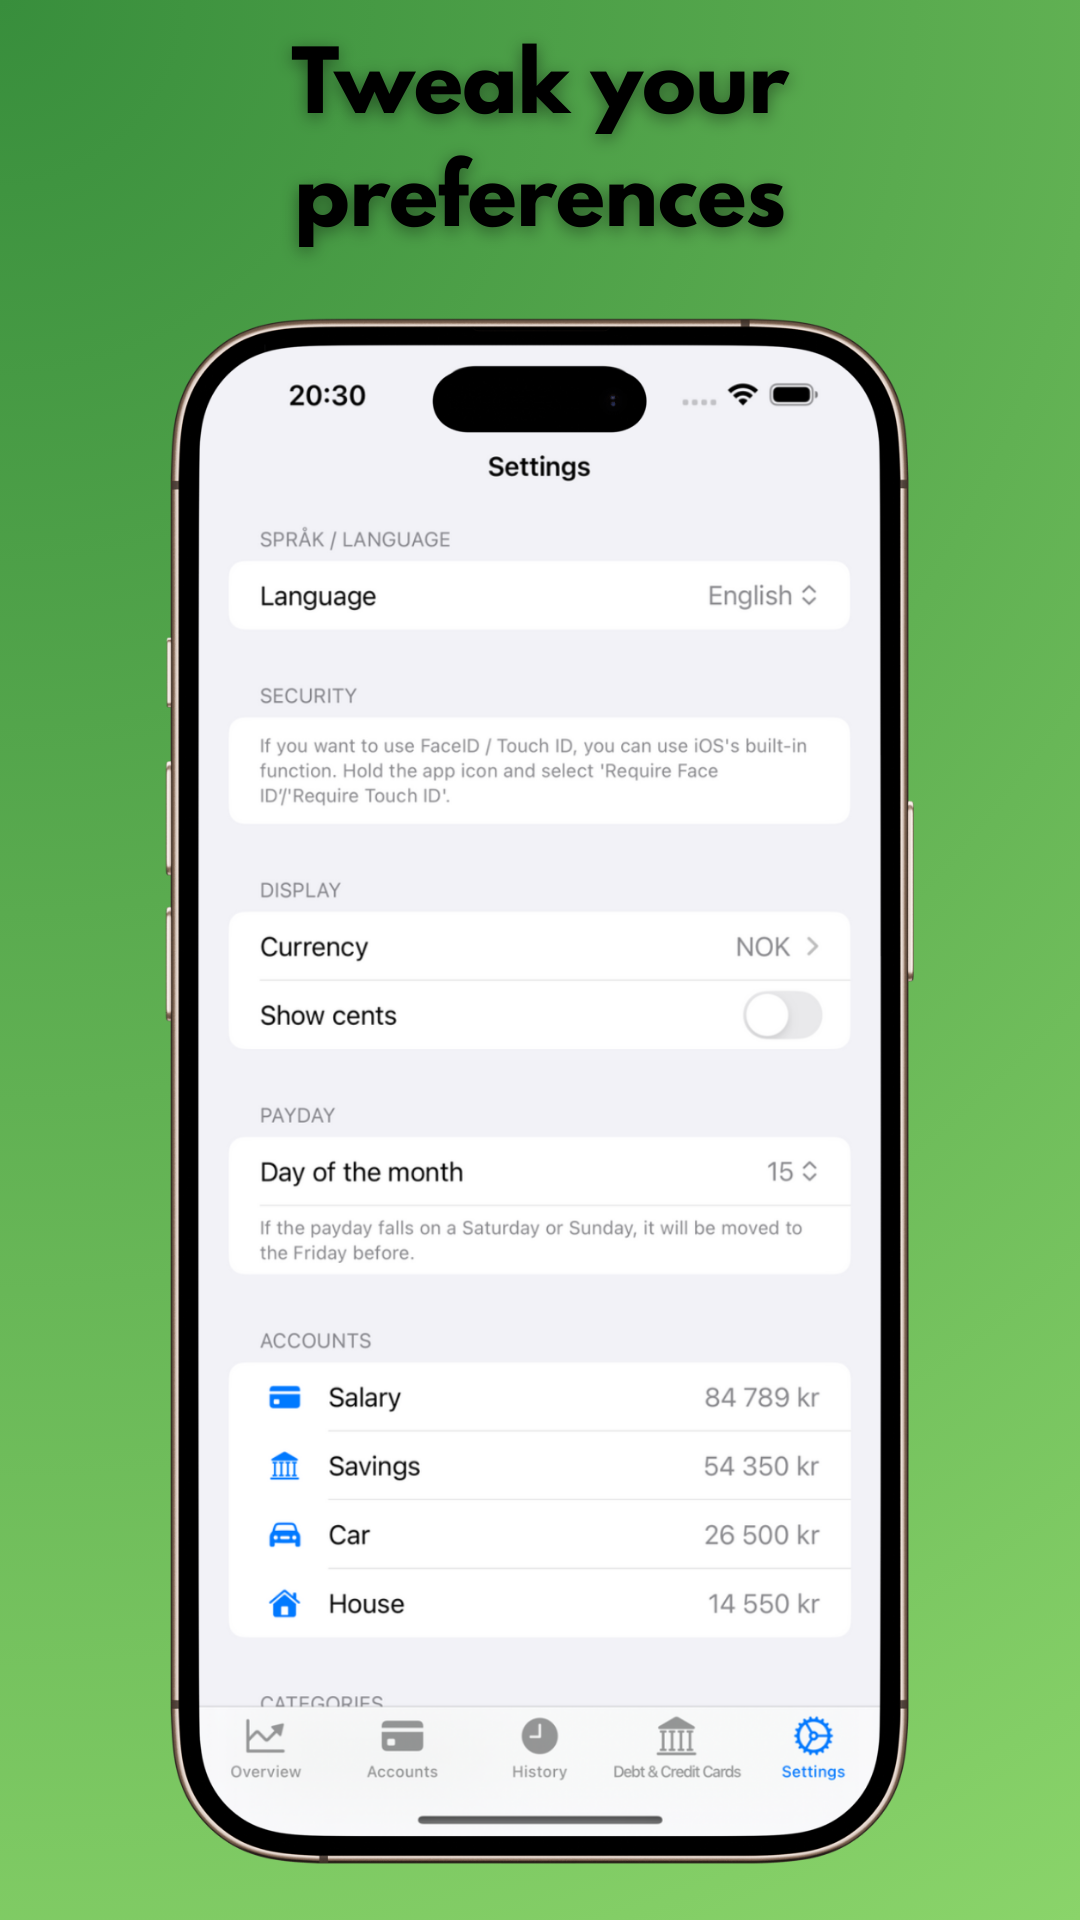 Tweak your
preferences
20:30
Settings
SPRÅK / LANGUAGE
Language English
SECURITY
If you want to use FaceID / Touch ID, you can use iOS's built-in
function. Hold the app icon and select 'Require Face
ID'/'Require Touch ID'.
DISPLAY
Currency NOK
Show cents
PAYDAY
Day of the month 15
If the payday falls on a Saturday or Sunday, it will be moved to
the Friday before.
ACCOUNTS
Salary 84 789 kr
Savings 54 350 kr
Car 26 500 kr
House 14 550 kr
CATEGORIES
Overview Accounts History Debt & Credit Cards Settings